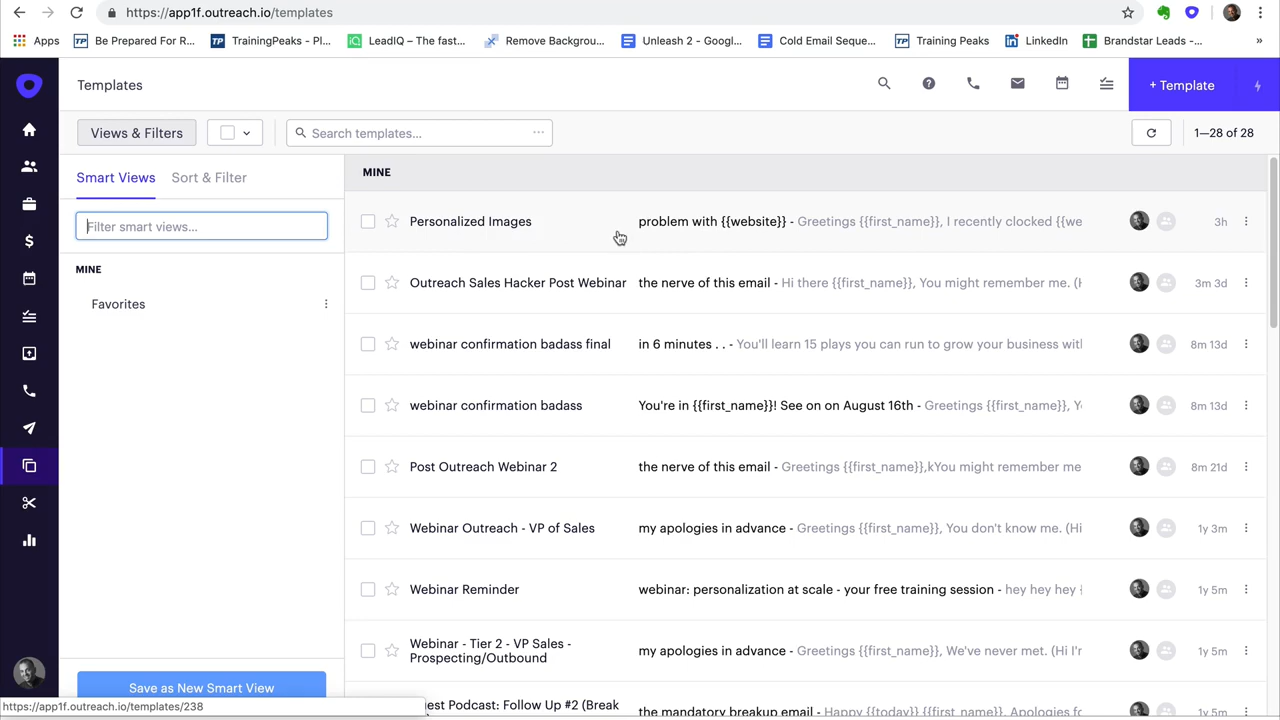 https://app1f.outreach.io/templates
Apps
Be Prepared For R...
TrainingPeaks - Pl...
LeadIQ – The fast...
Remove Backgrou...
Unleash 2 - Googl...
Cold Email Seque...
Training Peaks
LinkedIn
Brandstar Leads -...
»
Templates
+ Template
Views & Filters
Search templates...
1—28 of 28
Smart Views
Sort & Filter
Filter smart views...
MINE
Favorites
Save as New Smart View
MINE
Personalized Images problem with {{website}} - Greetings {{first_name}}, I recently clocked {{we 3h
Outreach Sales Hacker Post Webinar the nerve of this email - Hi there {{first_name}}, You might remember me. (H 3m 3d
webinar confirmation badass final in 6 minutes . . - You'll learn 15 plays you can run to grow your business with 8m 13d
webinar confirmation badass You're in {{first_name}}! See on on August 16th - Greetings {{first_name}}, Y 8m 13d
Post Outreach Webinar 2 the nerve of this email - Greetings {{first_name}},kYou might remember me 8m 21d
Webinar Outreach - VP of Sales my apologies in advance - Greetings {{first_name}}, You don't know me. (Hi 1y 3m
Webinar Reminder webinar: personalization at scale - your free training session - hey hey hey 1y 5m
Webinar - Tier 2 - VP Sales -
Prospecting/Outbound my apologies in advance - Greetings {{first_name}}, We've never met. (Hi I'm 1y 5m
est Podcast: Follow Up #2 (Break the mandatory breakup email - Happy {{today}} {{first_name}}, Apologies fo 1y 5m
https://app1f.outreach.io/templates/238